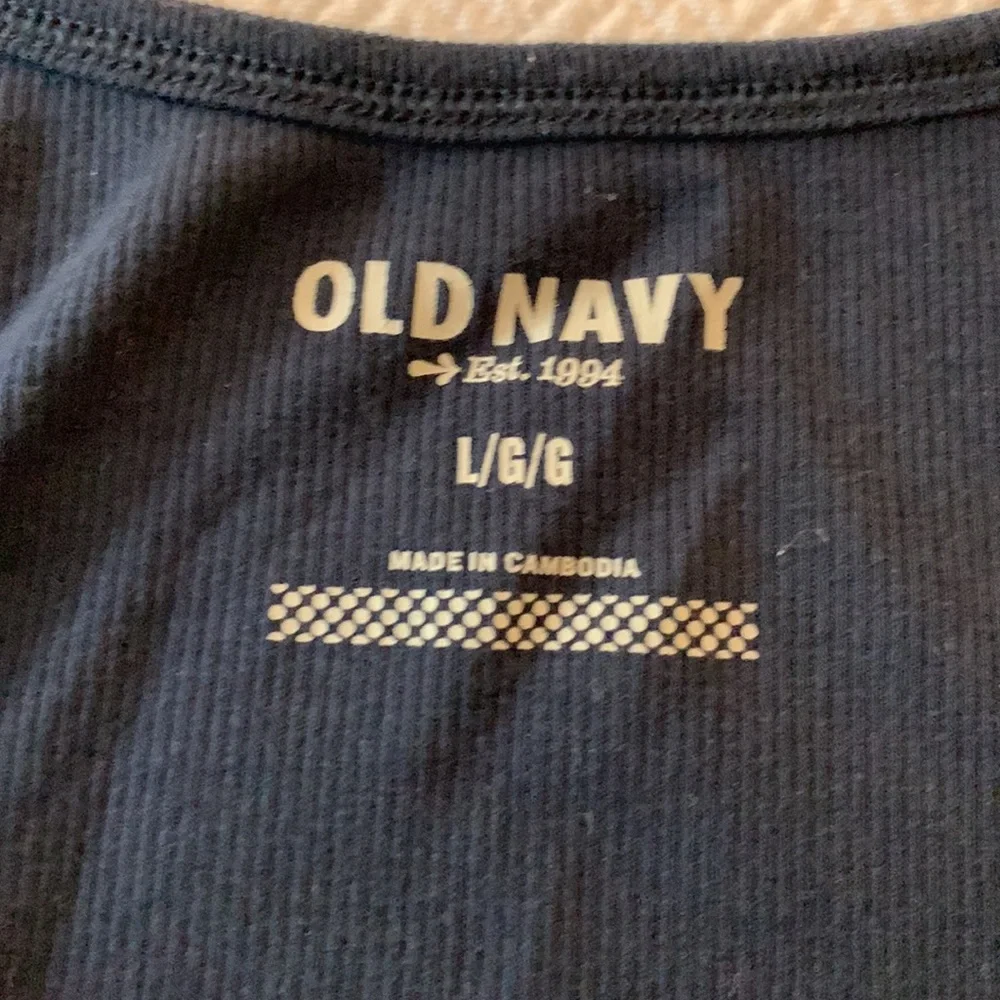 OLD NAVY
Est. 1994
L/G/G
MADE IN CAMBODIA